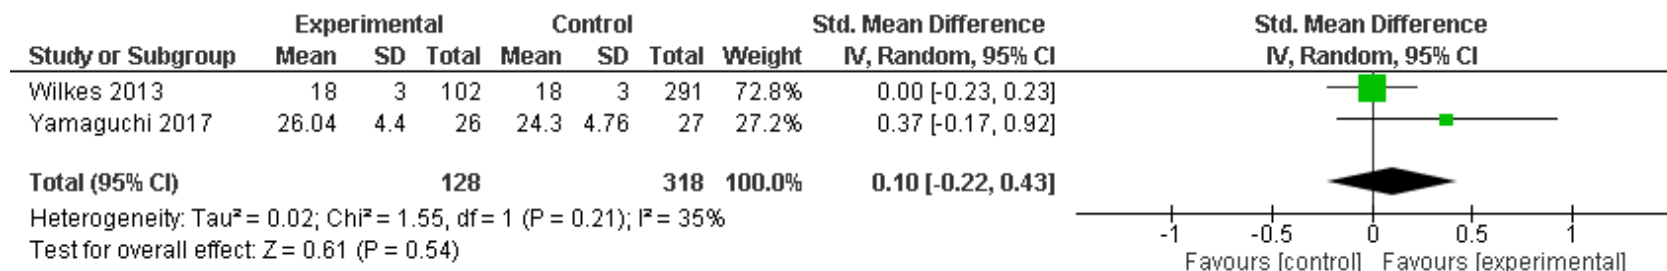 Experimental Control Std. Mean Difference Std. Mean Difference
Study or Subgroup Mean SD Total Mean SD Total Weight IV, Random, 95% CI IV, Random, 95% CI
Wilkes 2013 18 3 102 18 3 291 72.8% 0.00 [-0.23, 0.23]
Yamaguchi 2017 26.04 4.4 26 24.3 4.76 27 27.2% 0.37 [-0.17, 0.92]
Total (95% CI) 128 318 100.0% 0.10 [-0.22, 0.43]
Heterogeneity: Tau² = 0.02; Chi² = 1.55, df = 1 (P = 0.21); I² = 35%
Test for overall effect: Z = 0.61 (P = 0.54)
-1 -0.5 0 0.5 1
Favours [control] Favours [experimental]